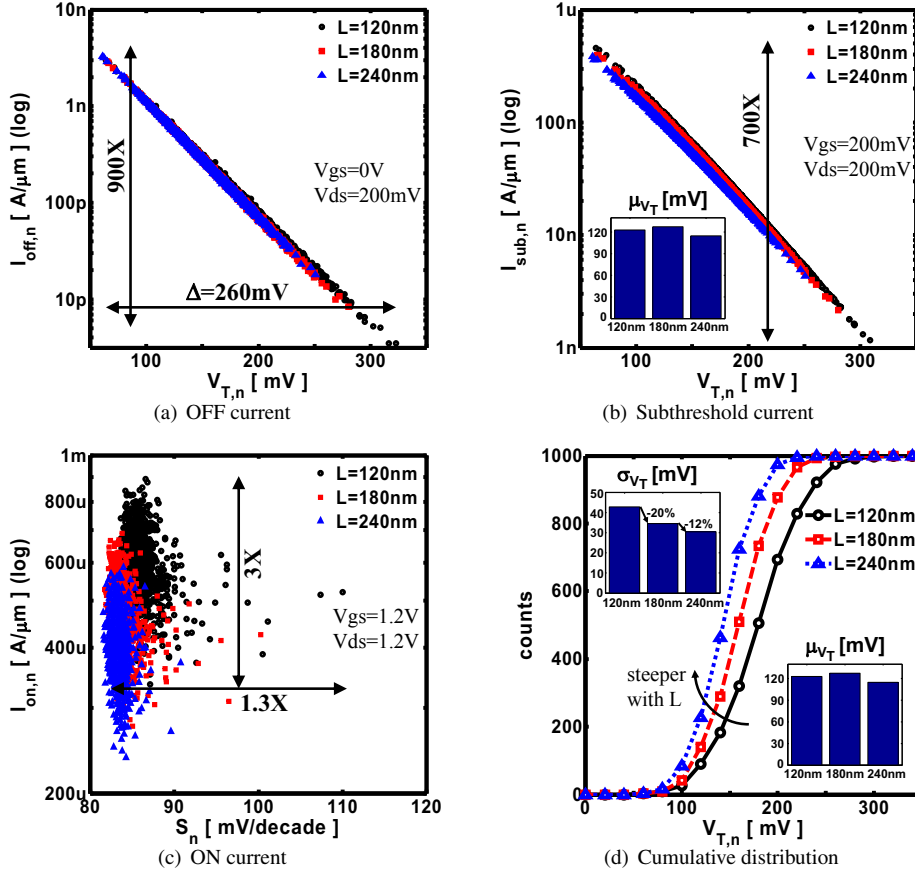 10n
1n
100p
10p
100
200
300
I_off,n [ A/μm ] (log)
V_T,n [ mV ]
L=120nm
L=180nm
L=240nm
900X
Vgs=0V
Vds=200mV
Δ=260mV
(a) OFF current
1u
100n
10n
1n
100
200
300
I_sub,n [ A/μm ] (log)
V_T,n [ mV ]
L=120nm
L=180nm
L=240nm
700X
Vgs=200mV
Vds=200mV
μ_VT [mV]
120
90
60
30
0
120nm 180nm 240nm
(b) Subthreshold current
1m
800u
600u
400u
200u
80
90
100
110
120
I_on,n [ A/μm ] (log)
S_n [ mV/decade ]
L=120nm
L=180nm
L=240nm
3X
Vgs=1.2V
Vds=1.2V
1.3X
(c) ON current
1000
800
600
400
200
0
0
100
200
300
counts
V_T,n [ mV ]
σ_VT [mV]
50
40
30
20
10
0
-20%
-12%
120nm 180nm 240nm
L=120nm
L=180nm
L=240nm
steeper
with L
μ_VT [mV]
120
90
60
30
0
120nm 180nm 240nm
(d) Cumulative distribution